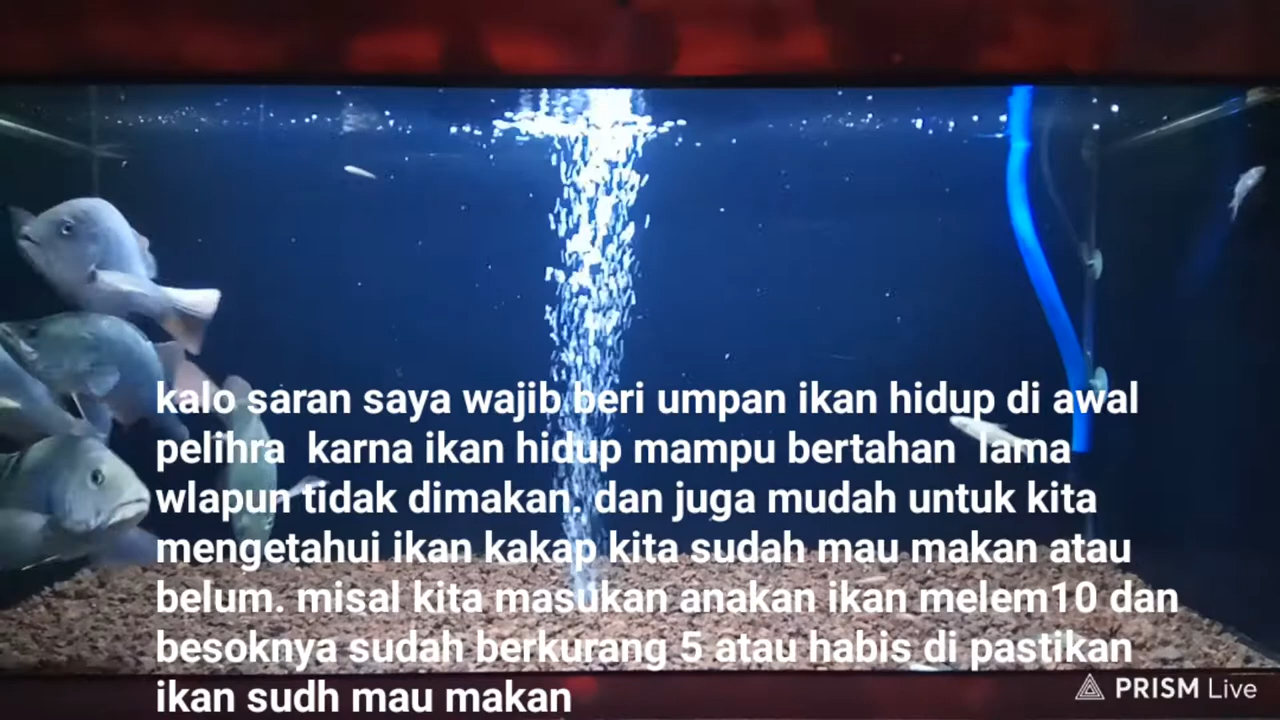 kalo saran saya wajib beri umpan ikan hidup di awal
pelihra  karna ikan hidup mampu bertahan  lama
wlapun tidak dimakan. dan juga mudah untuk kita
mengetahui ikan kakap kita sudah mau makan atau
belum. misal kita masukan anakan ikan melem10 dan
besoknya sudah berkurang 5 atau habis di pastikan
ikan sudh mau makan
PRISM Live